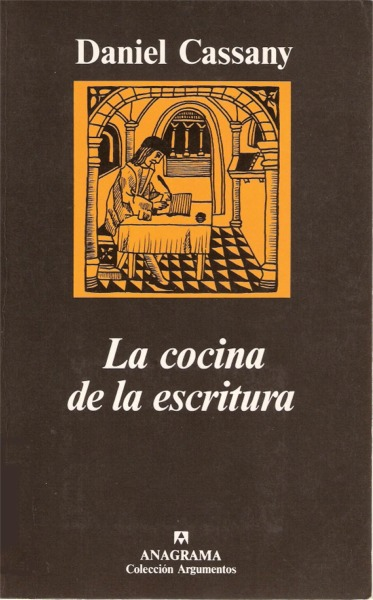 Daniel Cassany
La cocina
de la escritura
ANAGRAMA
Colección Argumentos